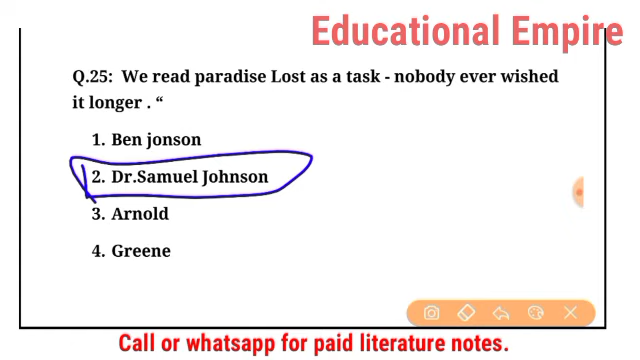 Educational Empire
Q.25: We read paradise Lost as a task - nobody ever wished
it longer . “
1. Ben jonson
2. Dr.Samuel Johnson
3. Arnold
4. Greene
Call or whatsapp for paid literature notes.